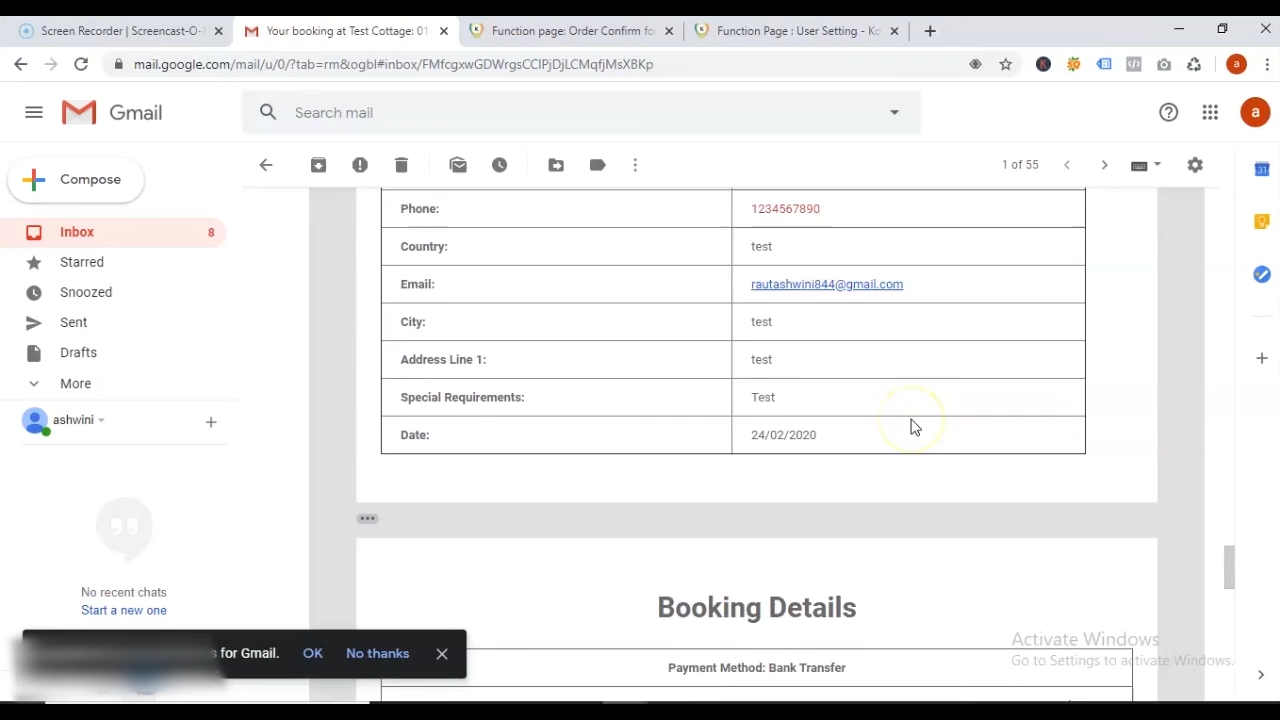 Screen Recorder | Screencast-O-
Your booking at Test Cottage: 01
Function page: Order Confirm fo
Function Page : User Setting - Ko
mail.google.com/mail/u/0/?tab=rm&ogbl#inbox/FMfcgxwGDWrgsCClPjDjLCMqfjMsXBKp
a
Gmail
Search mail
a
Compose
1 of 55
Inbox
8
Starred
Snoozed
Sent
Drafts
More
ashwini
No recent chats
Start a new one
Phone:
1234567890
Country:
test
Email:
rautashwini844@gmail.com
City:
test
Address Line 1:
test
Special Requirements:
Test
Date:
24/02/2020
Booking Details
Payment Method: Bank Transfer
s for Gmail.
OK
No thanks
Activate Windows
Go to Settings to activate Windows.